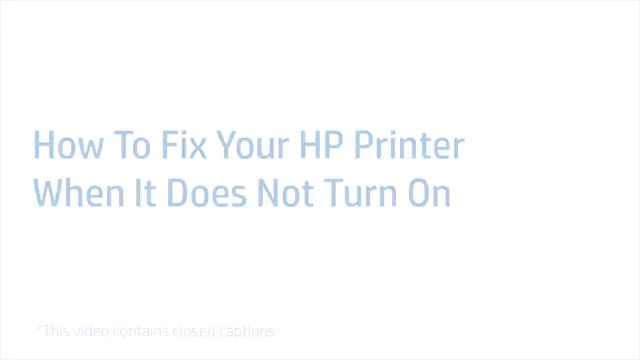 How To Fix Your HP Printer
When It Does Not Turn On
*This video contains closed captions